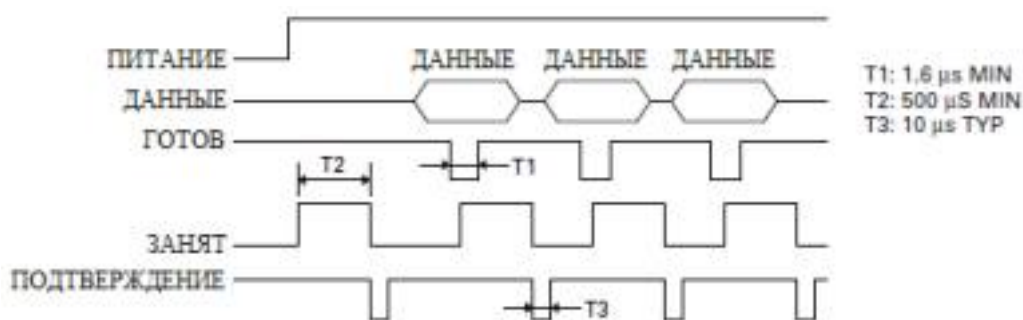 ПИТАНИЕ
ДАННЫЕ ДАННЫЕ ДАННЫЕ
ДАННЫЕ
ГОТОВ
T1: 1,6 μs MIN
T2: 500 μS MIN
T3: 10 μs TYP
T2
T1
ЗАНЯТ
ПОДТВЕРЖДЕНИЕ
T3